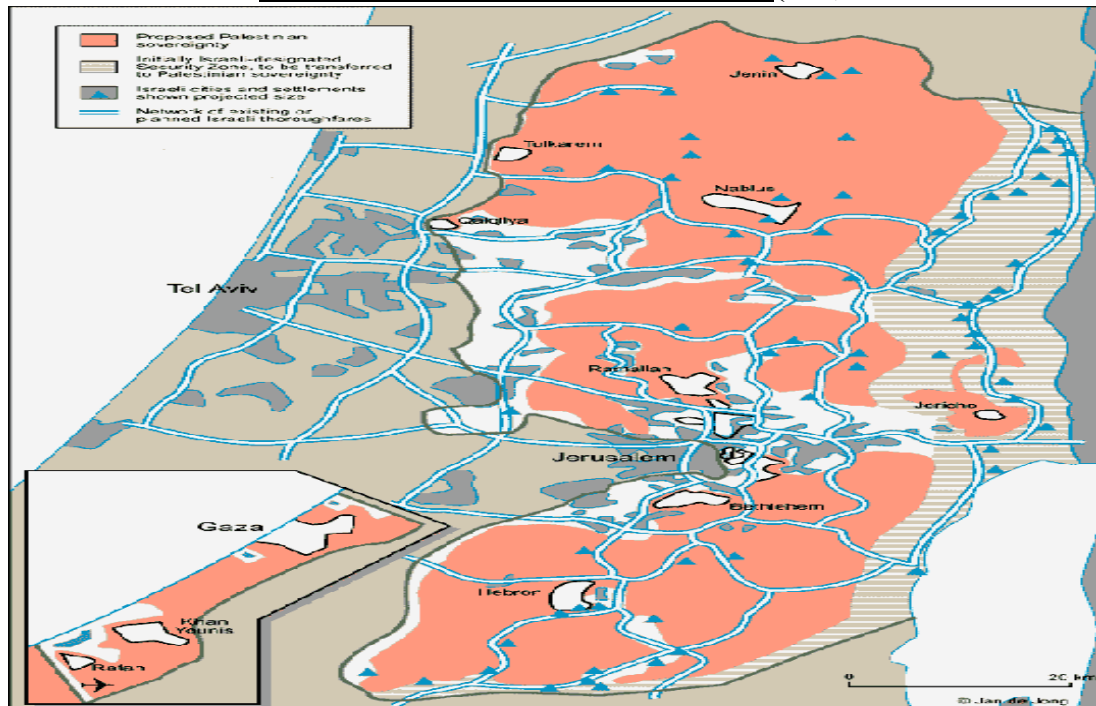 Proposed Palestinian
sovereignty
Initially Israeli-designated
Security Zone, to be transferred
to Palestinian sovereignty
Israeli cities and settlements
shown projected size
Network of existing or
planned Israeli thoroughfares
Jenin
Tulkarem
Nablus
Qalqiliya
Tel Aviv
Ramallah
Jericho
Jerusalem
Bethlehem
Gaza
Hebron
Khan
Younis
Rafah
0 20 km
© Jan de Jong